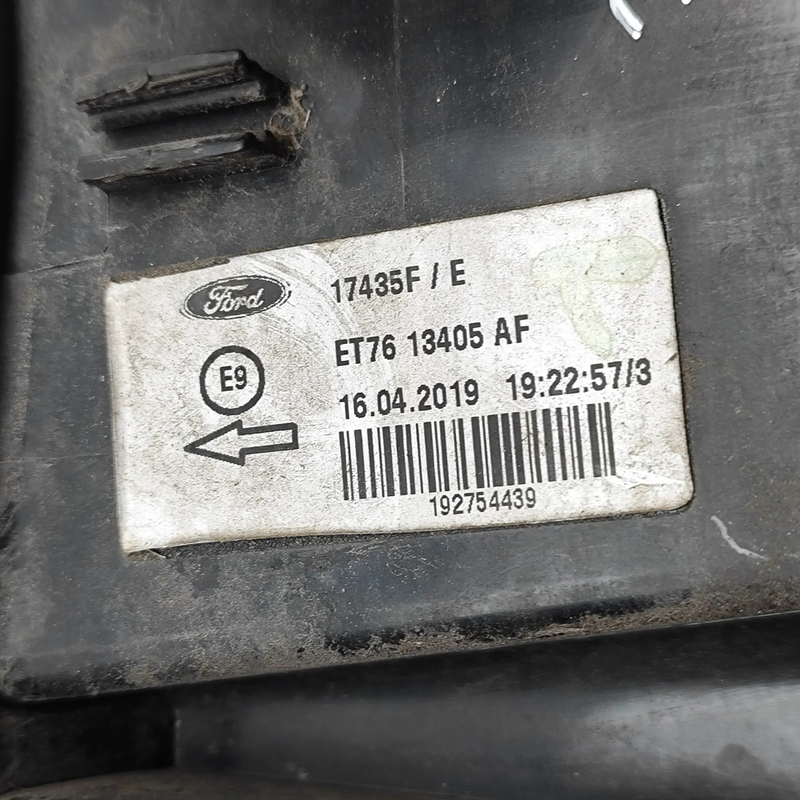 Ford
17435F / E
ET76 13405 AF
E9
16.04.2019 19:22:57/3
192754439